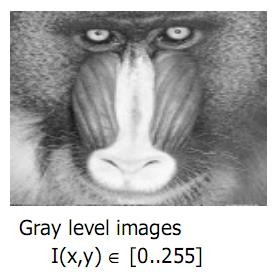 Gray level images
I(x,y) ∈ [0..255]